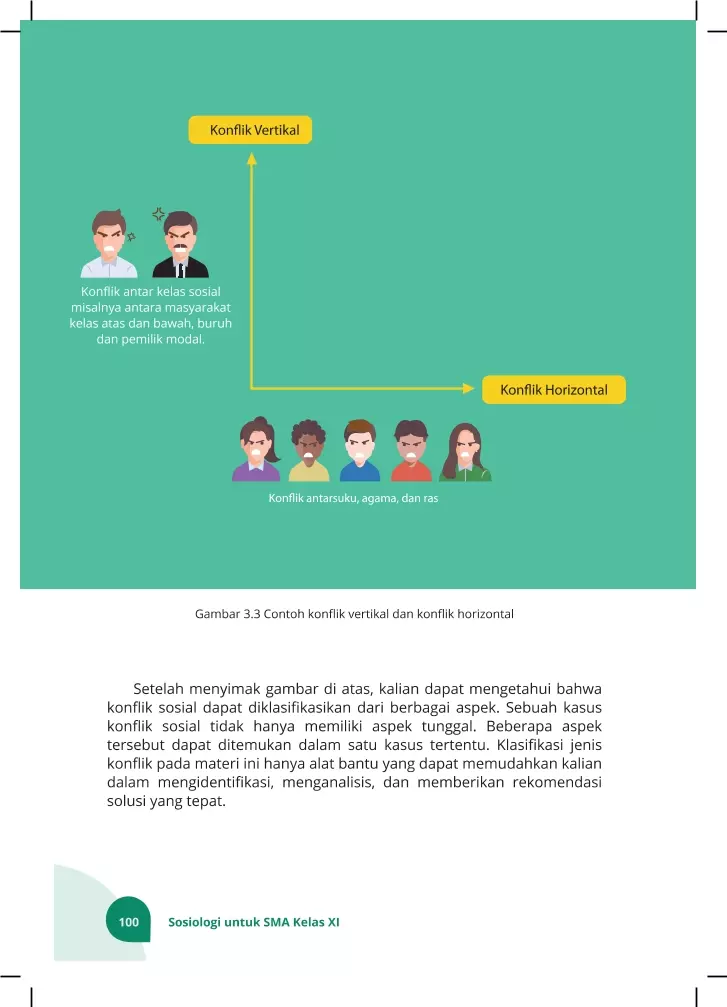 Konflik Vertikal
Konflik antar kelas sosial
misalnya antara masyarakat
kelas atas dan bawah, buruh
dan pemilik modal.
Konflik Horizontal
Konflik antarsuku, agama, dan ras
Gambar 3.3 Contoh konflik vertikal dan konflik horizontal
Setelah menyimak gambar di atas, kalian dapat mengetahui bahwa
konflik sosial dapat diklasifikasikan dari berbagai aspek. Sebuah kasus
konflik sosial tidak hanya memiliki aspek tunggal. Beberapa aspek
tersebut dapat ditemukan dalam satu kasus tertentu. Klasifikasi jenis
konflik pada materi ini hanya alat bantu yang dapat memudahkan kalian
dalam mengidentifikasi, menganalisis, dan memberikan rekomendasi
solusi yang tepat.
100 Sosiologi untuk SMA Kelas XI